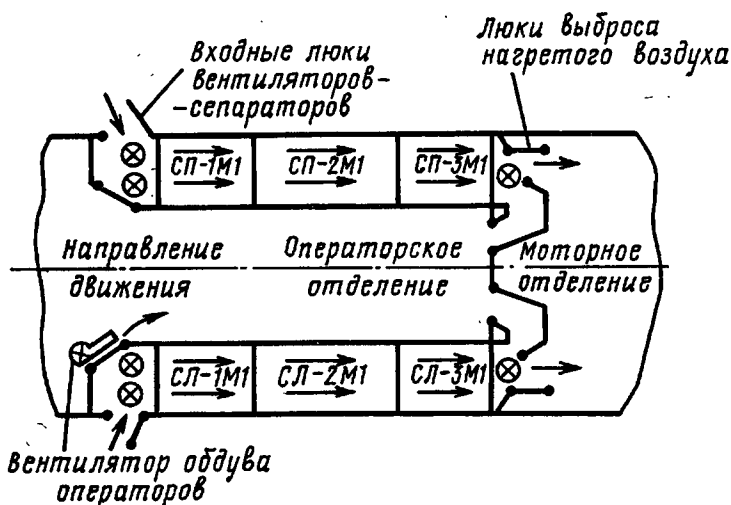 Входные люки
вентиляторов-
-сепараторов
Люки выброса
нагретого воздуха
СП-1М1
СП-2М1
СП-3М1
Направление
движения
Операторское
отделение
Моторное
отделение
СЛ-1М1
СЛ-2М1
СЛ-3М1
Вентилятор обдува
операторов